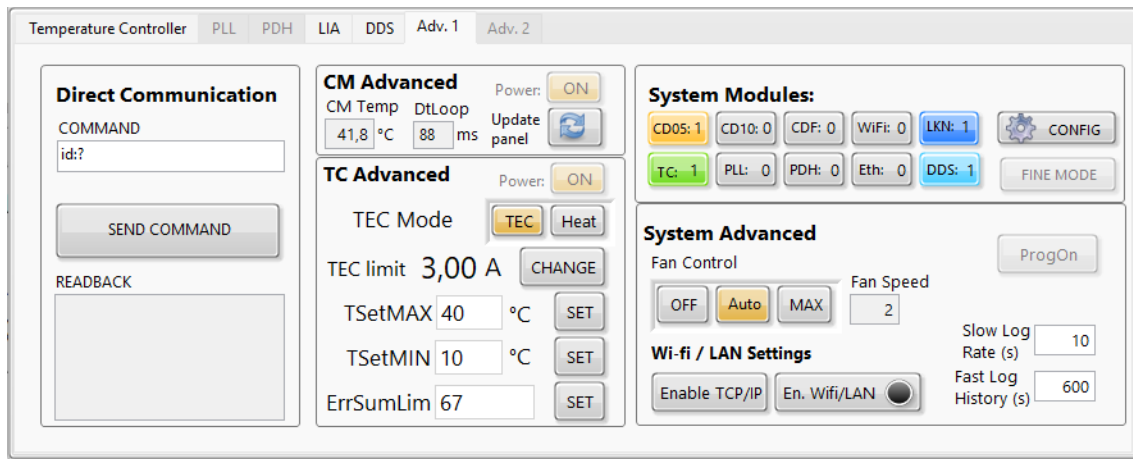 Temperature Controller PLL PDH LIA DDS Adv. 1 Adv. 2
Direct Communication
COMMAND
id:?
SEND COMMAND
READBACK
CM Advanced
Power: ON
CM Temp DtLoop
41,8 °C 88 ms
Update
panel
TC Advanced
Power: ON
TEC Mode TEC Heat
TEC limit 3,00 A CHANGE
TSetMAX 40 °C SET
TSetMIN 10 °C SET
ErrSumLim 67 SET
System Modules:
CD05: 1 CD10: 0 CDF: 0 WiFi: 0 LKN: 1 CONFIG
TC: 1 PLL: 0 PDH: 0 Eth: 0 DDS: 1 FINE MODE
System Advanced
ProgOn
Fan Control
OFF Auto MAX
Fan Speed
2
Wi-fi / LAN Settings
Enable TCP/IP En. Wifi/LAN
Slow Log
Rate (s) 10
Fast Log
History (s) 600